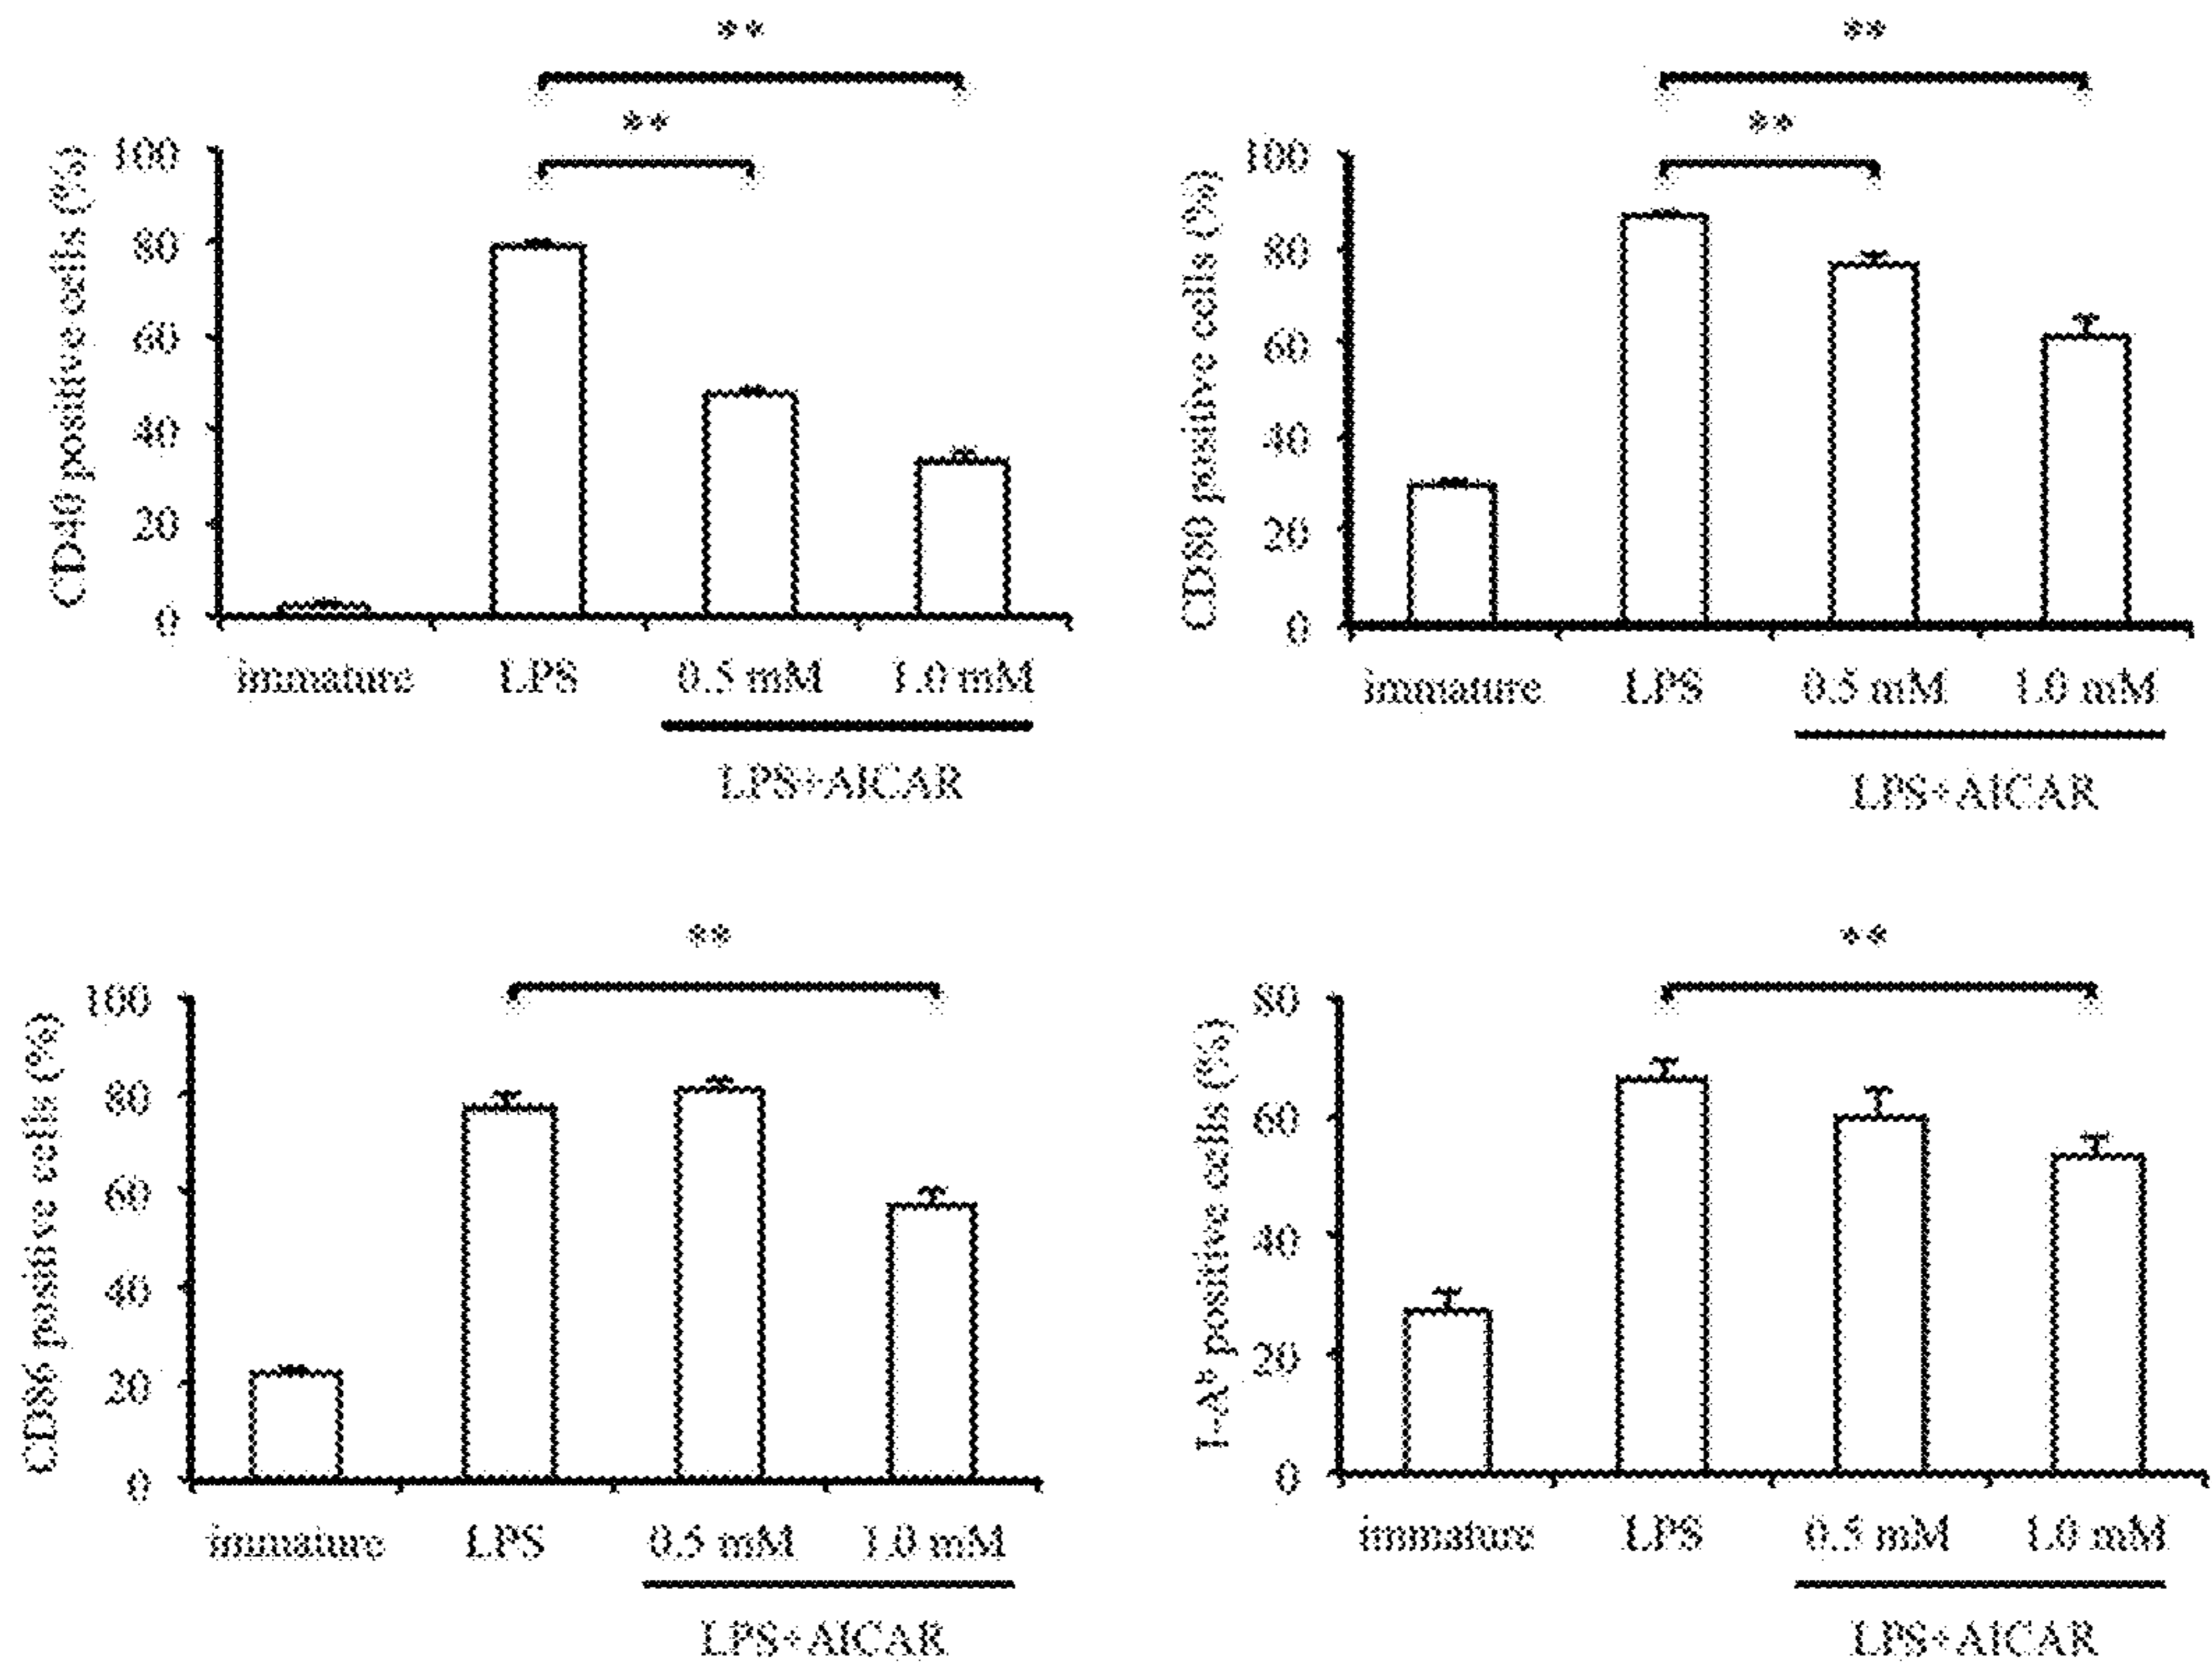 **
**
CD40 positive cells (%)
100
80
60
40
20
0
immature LPS 0.5 mM 1.0 mM
LPS+AICAR
**
**
CD80 positive cells (%)
100
80
60
40
20
0
immature LPS 0.5 mM 1.0 mM
LPS+AICAR
**
CD86 positive cells (%)
100
80
60
40
20
0
immature LPS 0.5 mM 1.0 mM
LPS+AICAR
**
I-Aᵇ positive cells (%)
80
60
40
20
0
immature LPS 0.5 mM 1.0 mM
LPS+AICAR